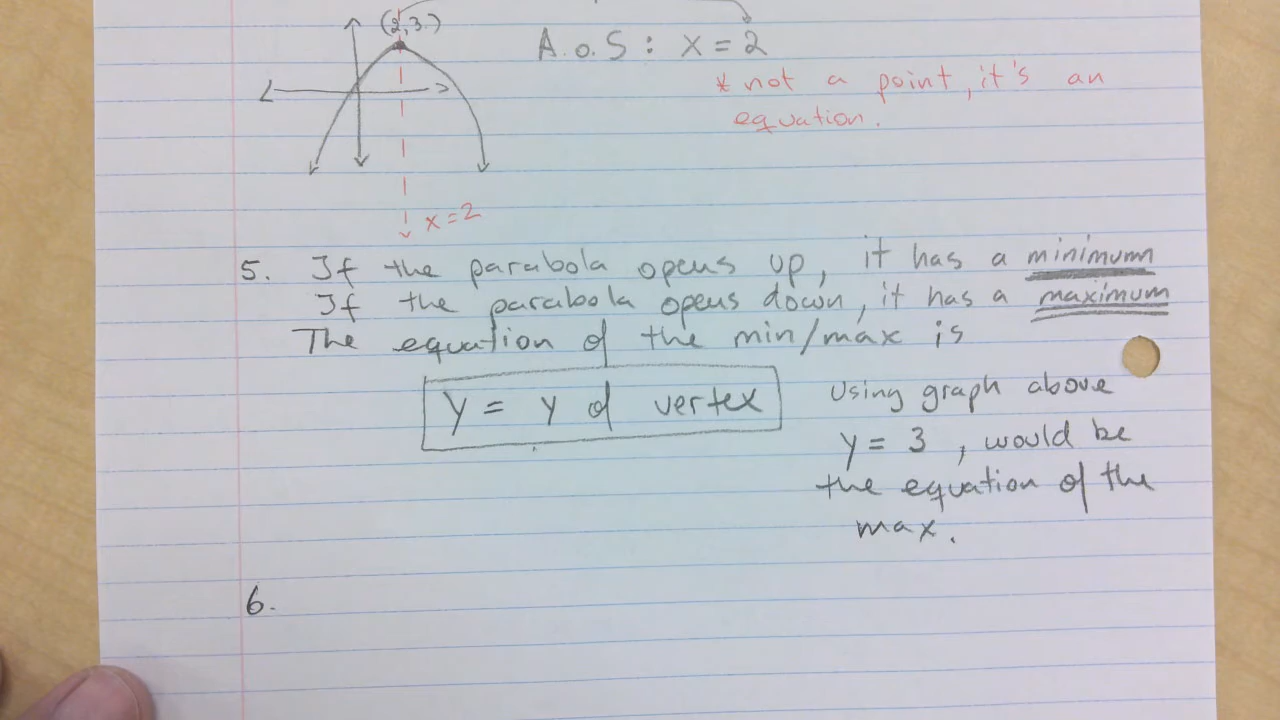 (2,3)
A.o.S : x = 2
* not a point, it's an
equation.
x = 2
5. If the parabola opens up, it has a minimum
If the parabola opens down, it has a maximum
The equation of the min/max is
y = y of vertex
Using graph above
y = 3 , would be
the equation of the
max.
6.